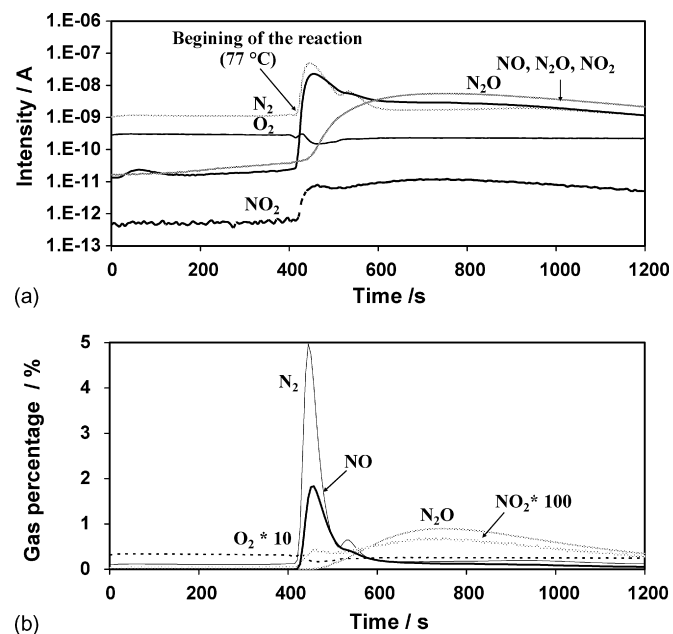 1.E-06
1.E-07
1.E-08
1.E-09
1.E-10
1.E-11
1.E-12
1.E-13
Intensity / A
Begining of the reaction
(77 °C)
NO, N2O, NO2
N2O
N2
O2
NO2
0 200 400 600 800 1000 1200
Time /s
(a)
5
4
3
2
1
0
Gas percentage / %
N2
NO
O2 * 10
N2O
NO2* 100
0 200 400 600 800 1000 1200
Time / s
(b)